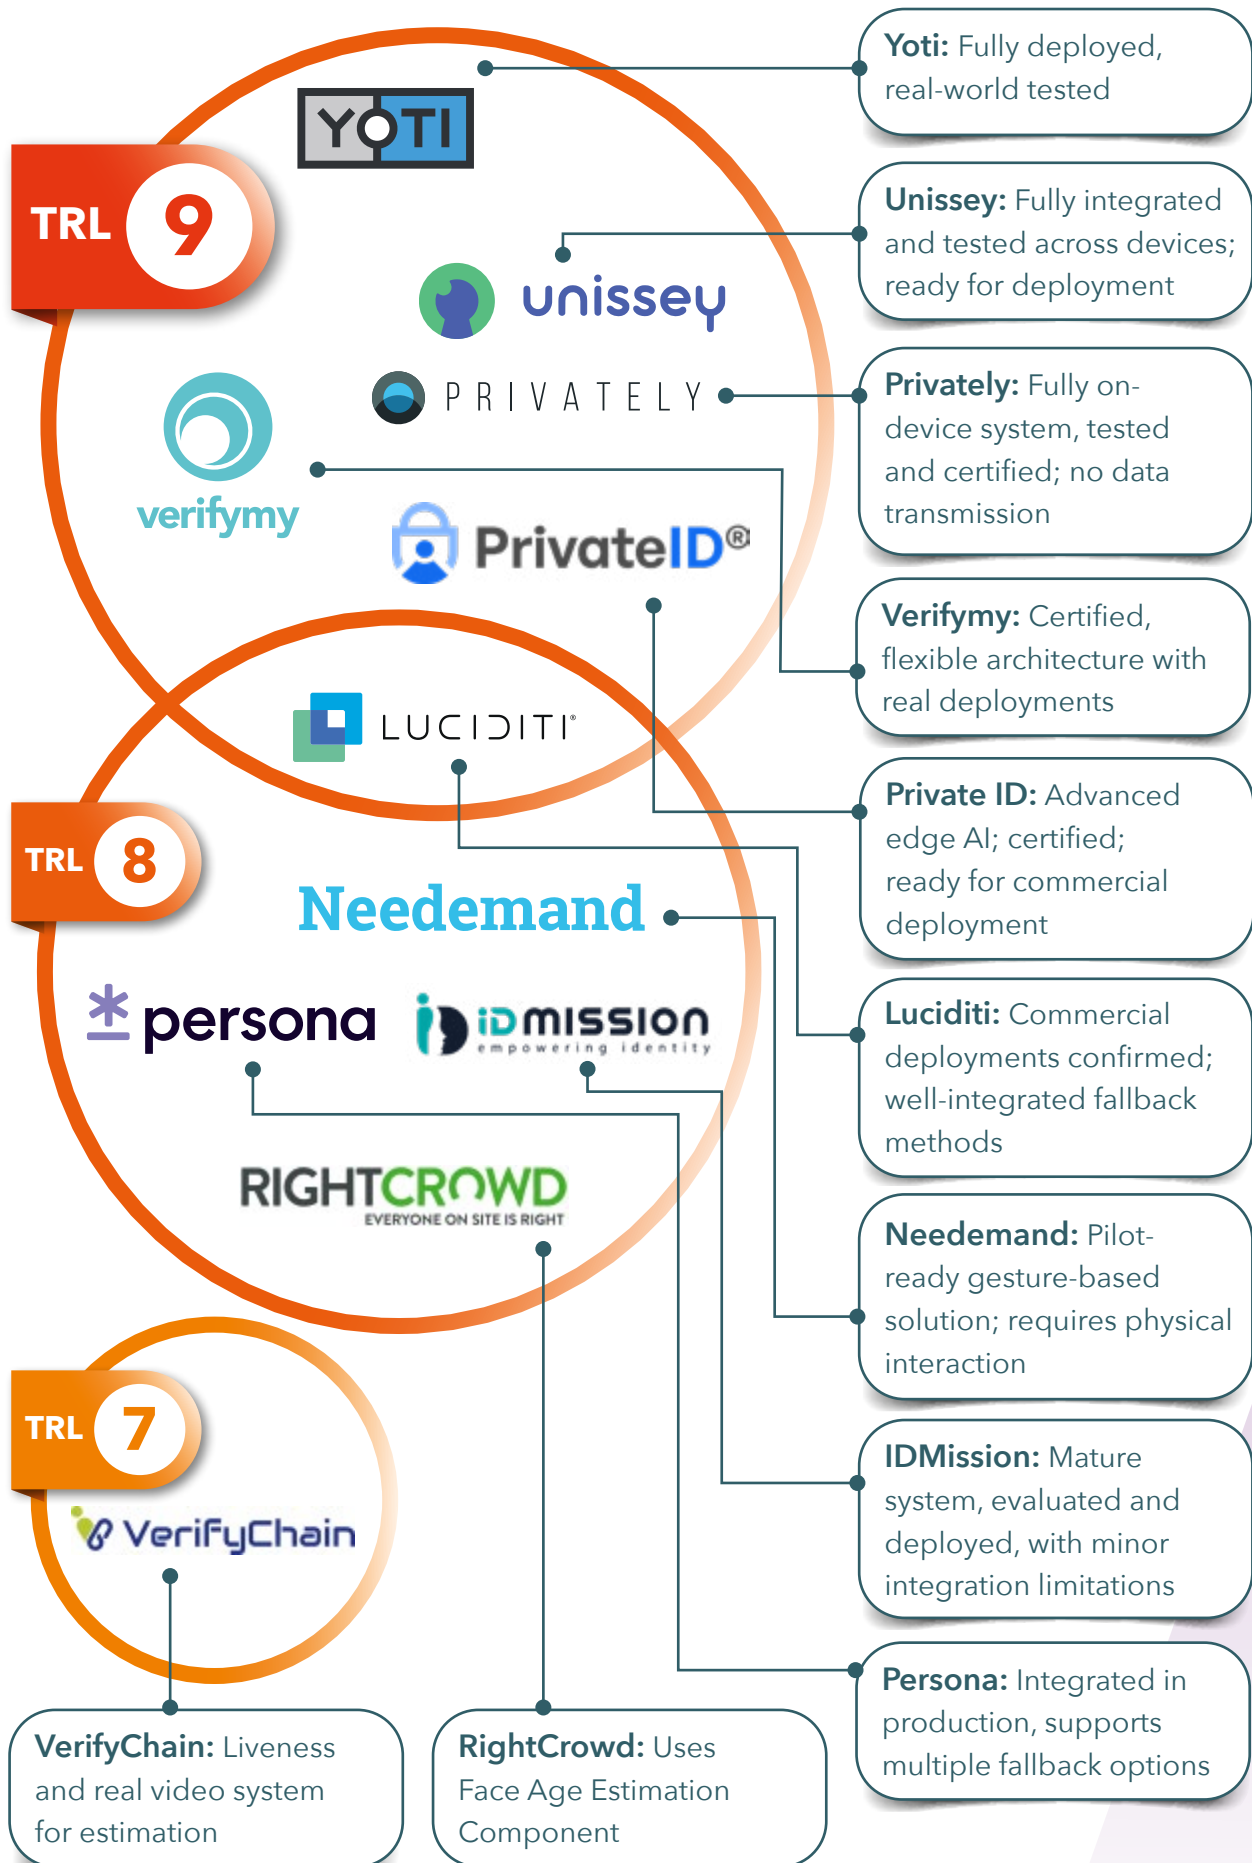 Yoti: Fully deployed,
real-world tested
YOTI
TRL 9
Unissey: Fully integrated
and tested across devices;
ready for deployment
unissey
Privately: Fully on-
device system, tested
and certified; no data
transmission
PRIVATELY
verifymy
PrivateID®
Verifymy: Certified,
flexible architecture with
real deployments
LUCIDITI®
Private ID: Advanced
edge AI; certified;
ready for commercial
deployment
TRL 8
Needemand
Luciditi: Commercial
deployments confirmed;
well-integrated fallback
methods
persona
iDmission
empowering identity
RIGHTCROWD
EVERYONE ON SITE IS RIGHT
Needemand: Pilot-
ready gesture-based
solution; requires physical
interaction
TRL 7
VerifyChain
IDMission: Mature
system, evaluated and
deployed, with minor
integration limitations
Persona: Integrated in
production, supports
multiple fallback options
VerifyChain: Liveness
and real video system
for estimation
RightCrowd: Uses
Face Age Estimation
Component